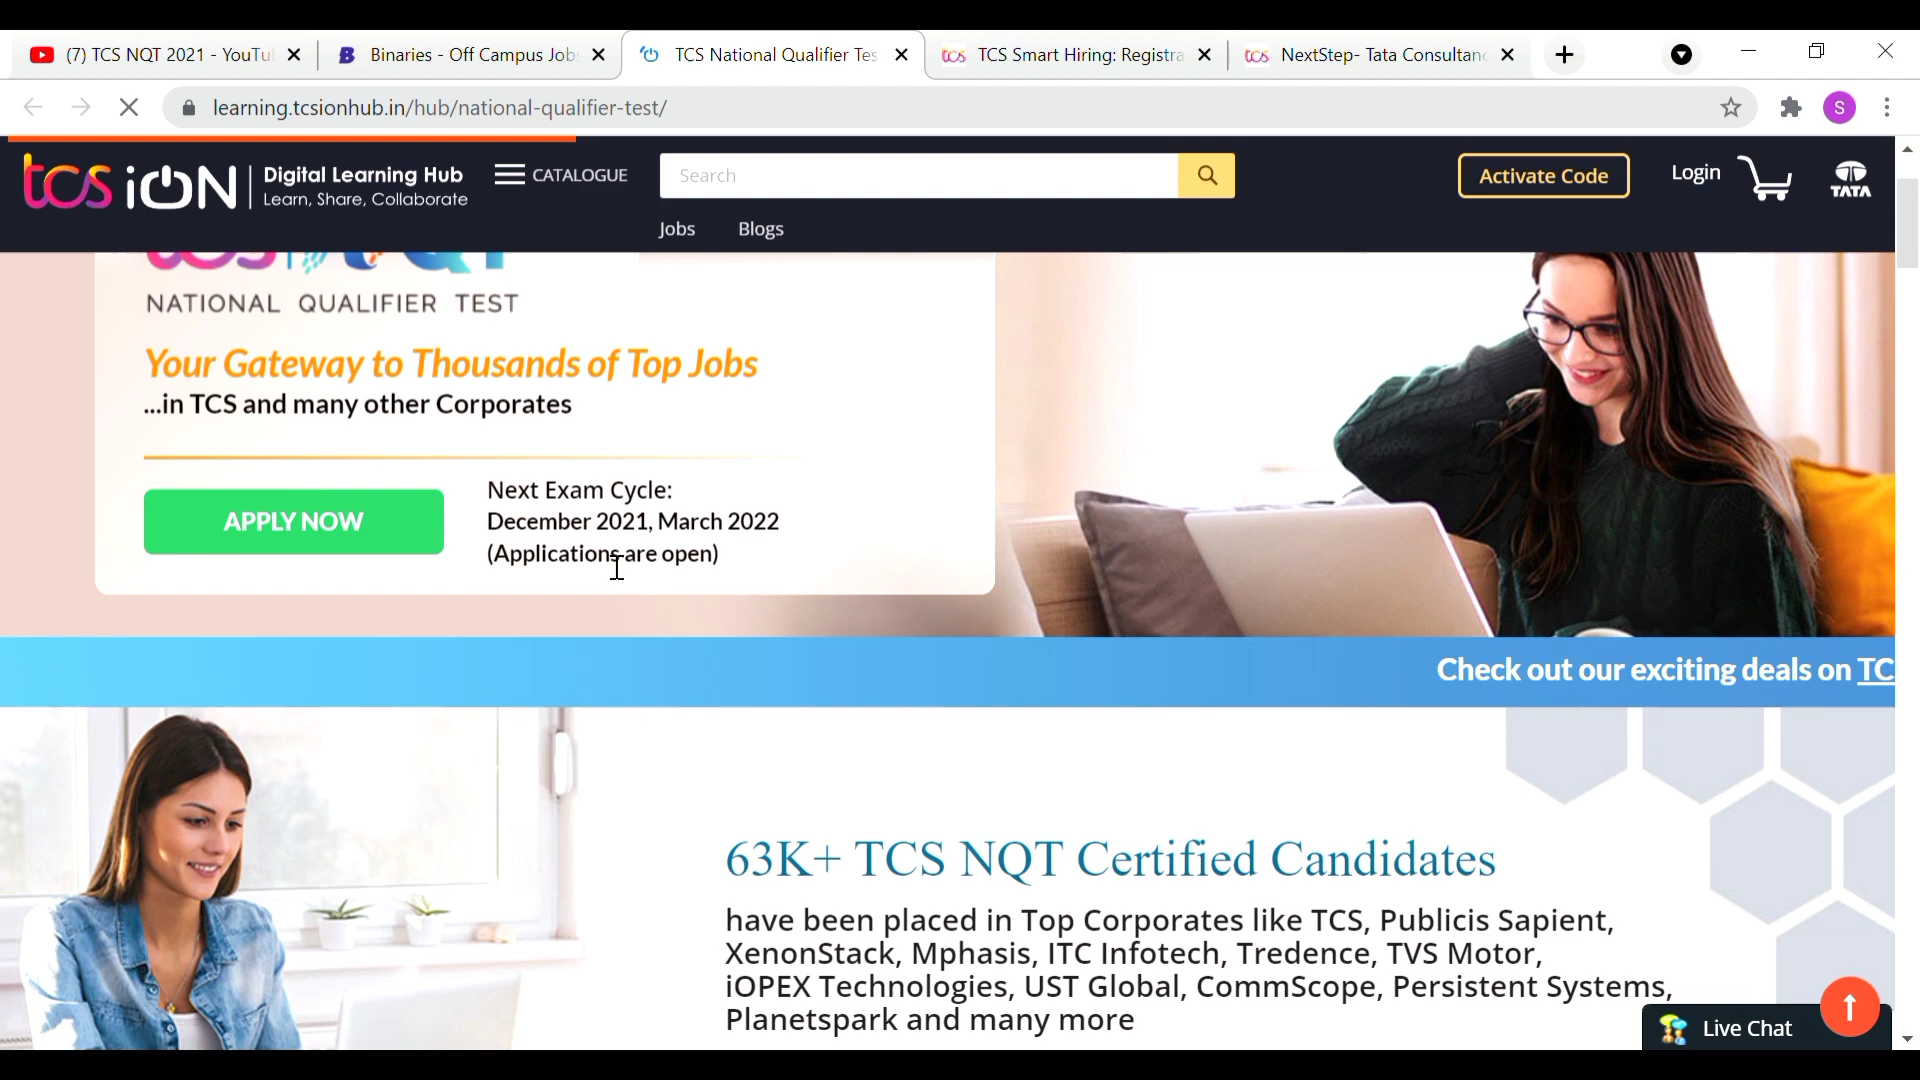 (7) TCS NQT 2021 - YouTu
Binaries - Off Campus Job
TCS National Qualifier Tes
TCS Smart Hiring: Registra
NextStep- Tata Consultanc
learning.tcsionhub.in/hub/national-qualifier-test/
S
tcs iON
Digital Learning Hub
Learn, Share, Collaborate
CATALOGUE
Search
Activate Code
Login
TATA
Jobs
Blogs
NATIONAL QUALIFIER TEST
Your Gateway to Thousands of Top Jobs
...in TCS and many other Corporates
APPLY NOW
Next Exam Cycle:
December 2021, March 2022
(Applications are open)
Check out our exciting deals on TC
63K+ TCS NQT Certified Candidates
have been placed in Top Corporates like TCS, Publicis Sapient,
XenonStack, Mphasis, ITC Infotech, Tredence, TVS Motor,
iOPEX Technologies, UST Global, CommScope, Persistent Systems,
Planetspark and many more
Live Chat